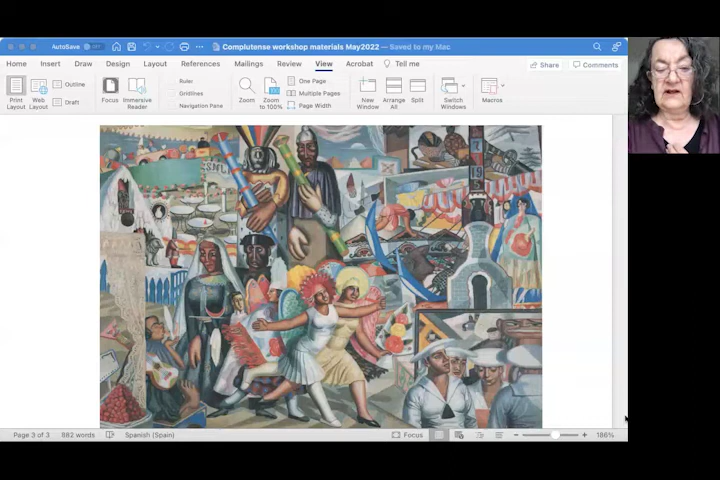 AutoSave OFF Complutense workshop materials May2022 — Saved to my Mac
Home Insert Draw Design Layout References Mailings Review View Acrobat Tell me Share Comments
Print Layout
Web Layout
Outline
Draft
Focus
Immersive Reader
Ruler
Gridlines
Navigation Pane
Zoom
Zoom to 100%
One Page
Multiple Pages
Page Width
New Window
Arrange All
Split
Switch Windows
Macros
Page 3 of 3 882 words Spanish (Spain) Focus 186%